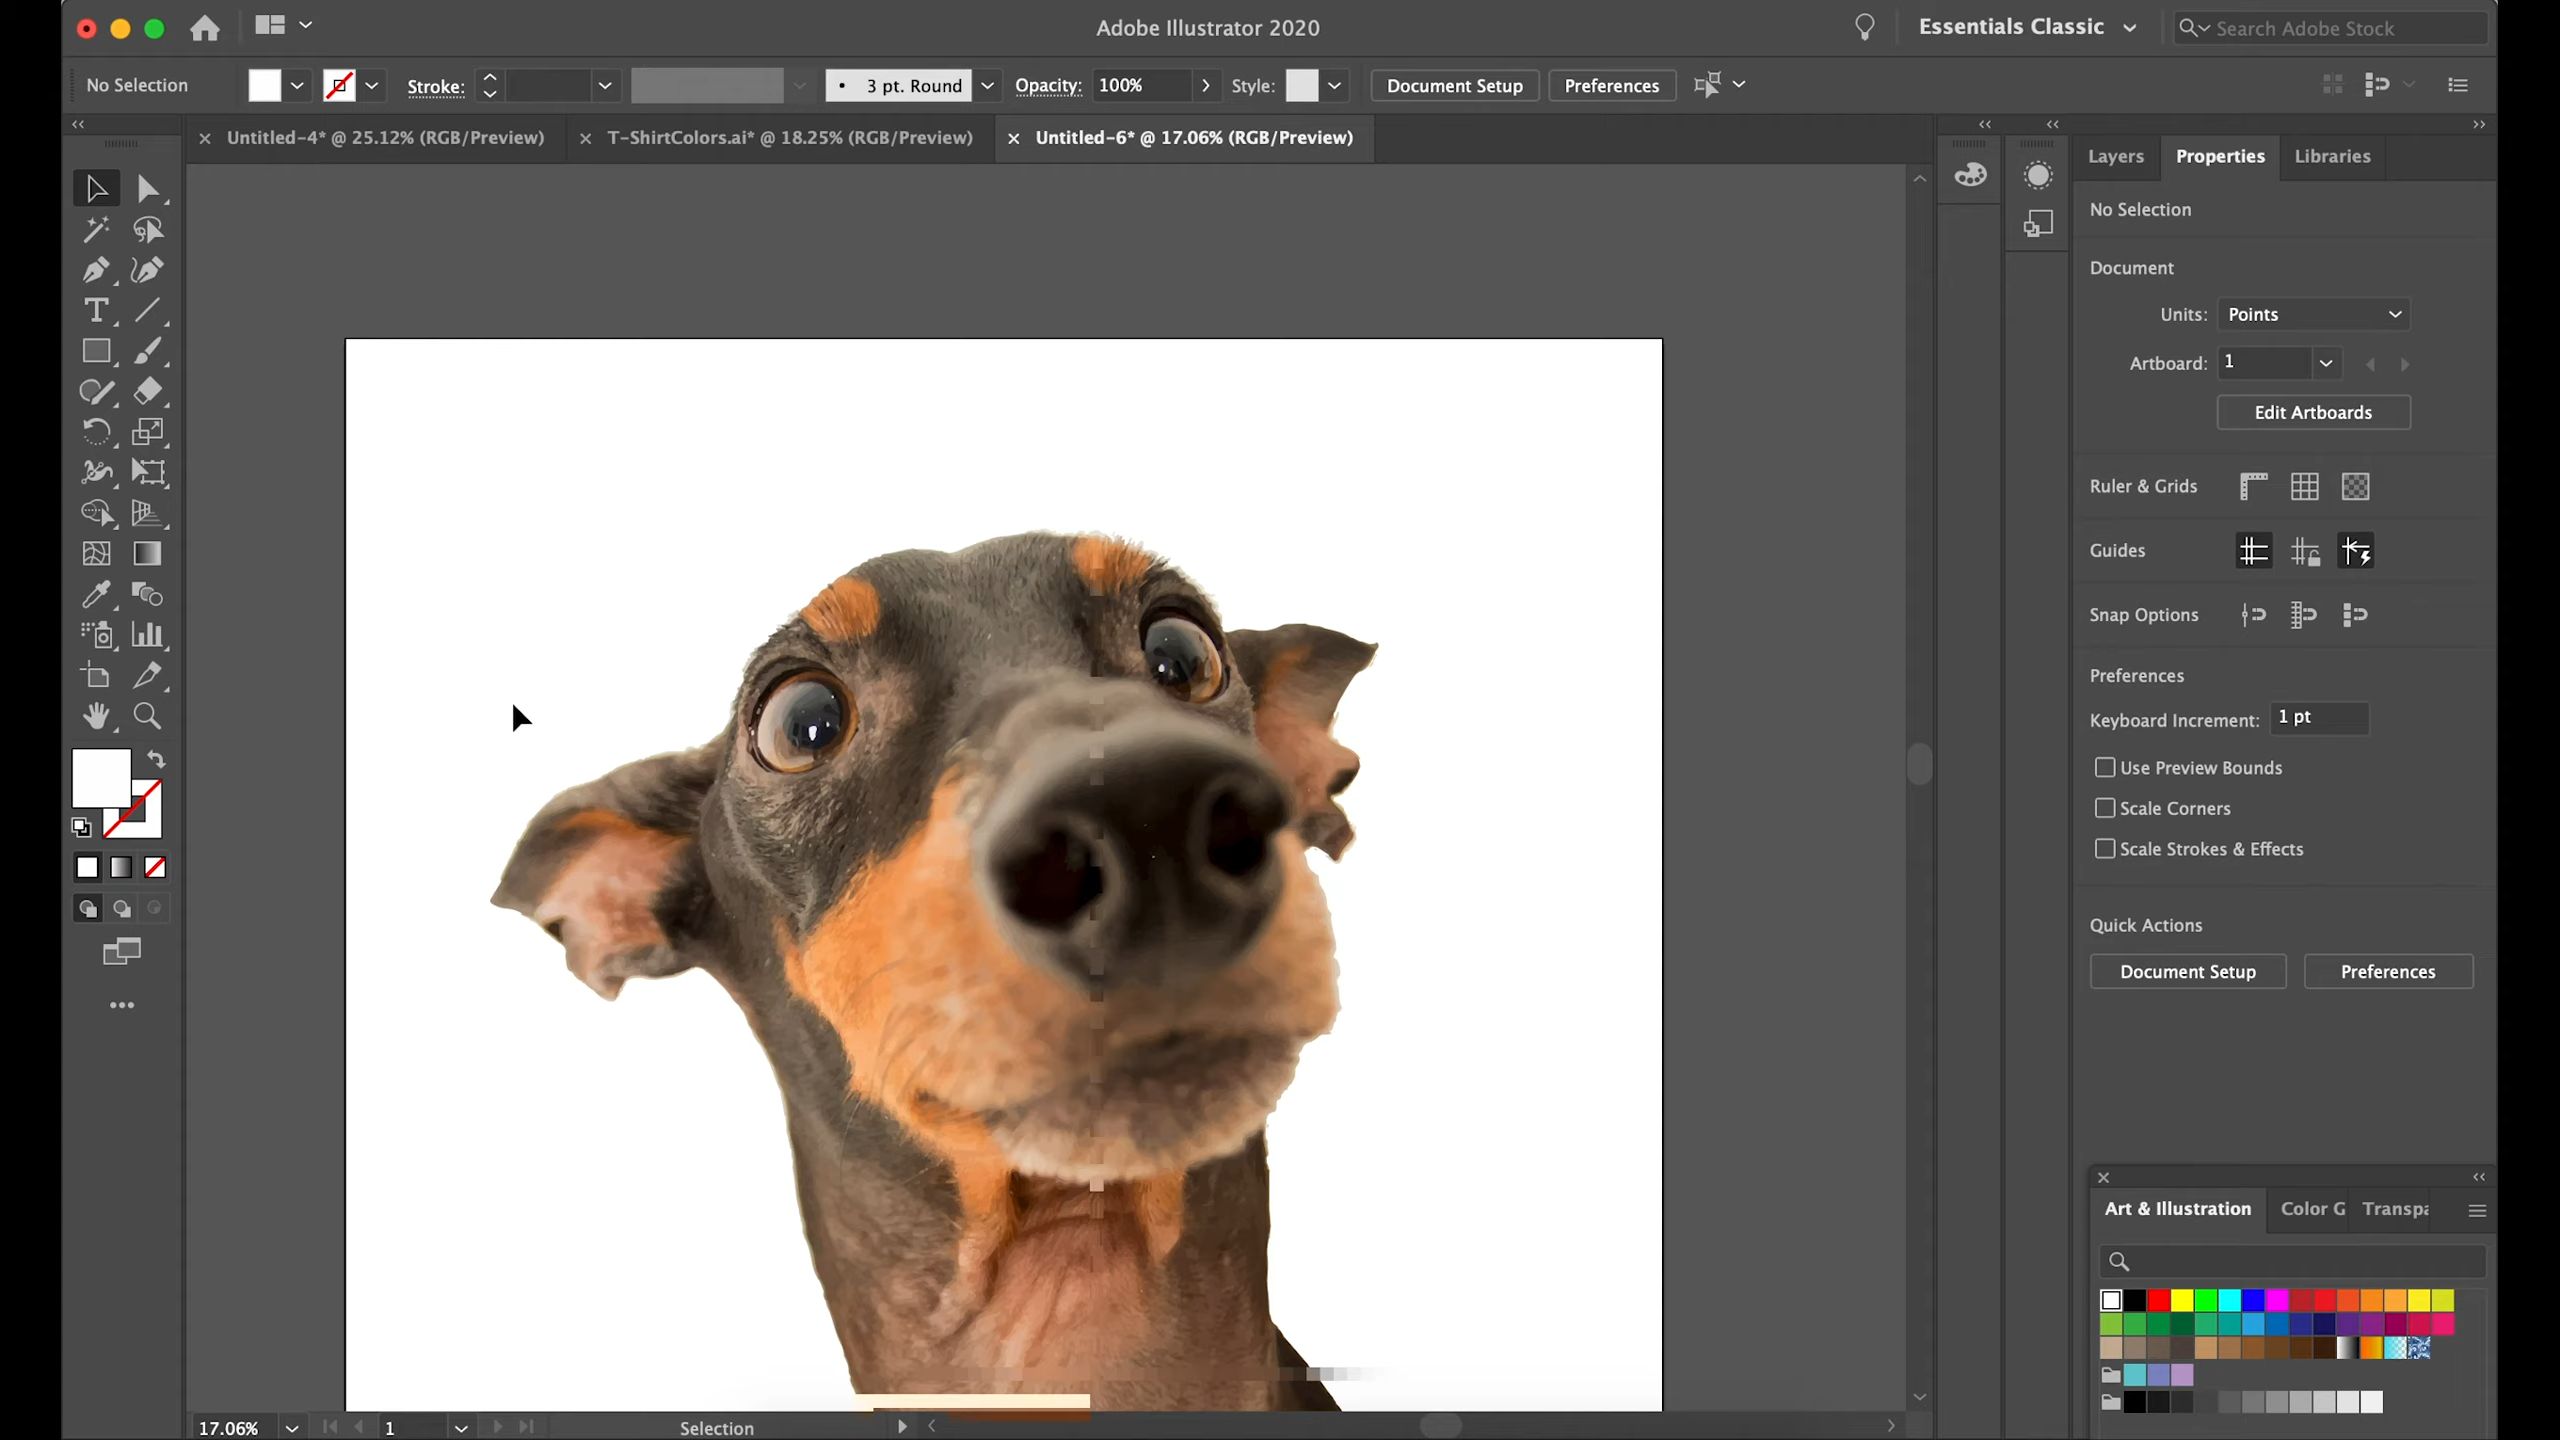 Adobe Illustrator 2020
Essentials Classic
Search Adobe Stock
No Selection
Stroke:
3 pt. Round
Opacity:
100%
Style:
Document Setup
Preferences
Untitled-4* @ 25.12% (RGB/Preview)
T-ShirtColors.ai* @ 18.25% (RGB/Preview)
Untitled-6* @ 17.06% (RGB/Preview)
Layers
Properties
Libraries
No Selection
Document
Units:
Points
Artboard:
1
Edit Artboards
Ruler & Grids
Guides
Snap Options
Preferences
Keyboard Increment:
1 pt
Use Preview Bounds
Scale Corners
Scale Strokes & Effects
Quick Actions
Document Setup
Preferences
Art & Illustration
Color G
Transpa
17.06%
1
Selection